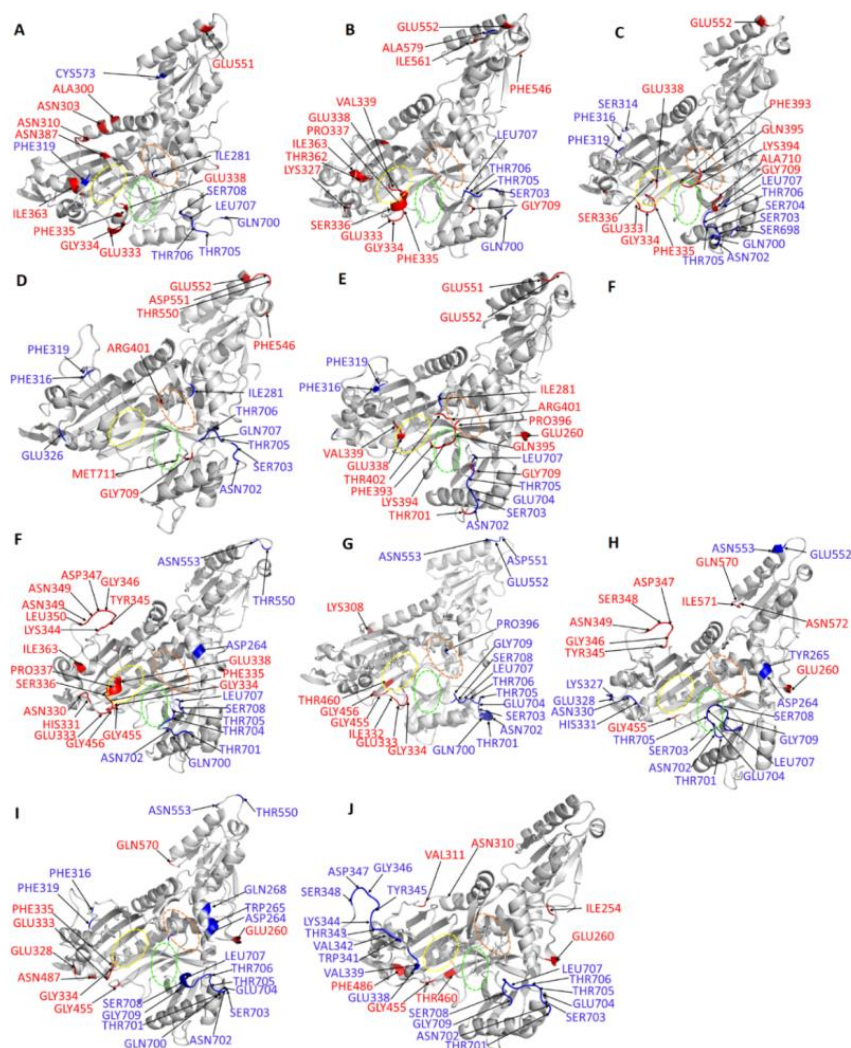 A
GLU551
CYS573
ALA300
ASN303
ASN310
ASN387
PHE319
ILE281
GLU338
SER708
LEU707
ILE363
PHE335
GLN700
GLY334
GLU333
THR706
THR705
B
GLU552
ALA579
ILE561
PHE546
VAL339
GLU338
PRO337
ILE363
THR362
LYS327
LEU707
THR706
THR705
SER703
GLY709
SER336
GLU333
GLY334
GLN700
PHE335
C
GLU552
GLU338
SER314
PHE316
PHE319
PHE393
GLN395
LYS394
ALA710
GLY709
LEU707
THR706
SER704
SER703
SER698
SER336
GLU333
GLY334
PHE335
GLN700
THR705
ASN702
D
GLU552
ASP551
THR550
PHE546
PHE319
ARG401
PHE316
ILE281
THR706
GLN707
THR705
GLU326
SER703
MET711
GLY709
ASN702
E
GLU551
GLU552
PHE319
PHE316
ILE281
ARG401
PRO396
GLU260
GLN395
VAL339
GLU338
THR402
PHE393
LEU707
GLY709
THR705
LYS394
THR701
GLU704
SER703
ASN702
F
F
ASN553
THR550
ASP347
GLY346
ASN349
ASN349
TYR345
LEU350
LYS344
ILE363
ASP264
PRO337
SER336
GLU338
PHE335
GLY334
LEU707
SER708
ASN330
HIS331
GLU333
GLY456
GLY455
THR705
THR704
THR701
ASN702
GLN700
G
ASN553
ASP551
GLU552
LYS308
PRO396
GLY709
SER708
LEU707
THR706
THR705
GLU704
SER703
ASN702
THR701
THR460
GLY456
GLY455
ILE332
GLU333
GLY334
GLN700
H
ASN553
GLU552
GLN570
ASP347
SER348
ILE571
ASN572
ASN349
GLY346
TYR345
TYR265
GLU260
LYS327
GLU328
ASN330
HIS331
ASP264
SER708
GLY455
THR705
SER703
GLY709
ASN702
THR701
LEU707
GLU704
I
ASN553
THR550
GLN570
PHE316
PHE319
GLN268
TRP265
ASP264
GLU260
PHE335
GLU333
GLU328
ASN487
LEU707
THR706
THR705
GLU704
GLY334
GLY455
SER708
GLY709
THR701
SER703
GLN700
ASN702
J
ASN310
VAL311
ASP347
GLY346
SER348
TYR345
ILE254
LYS344
THR343
VAL342
TRP341
VAL339
PHE486
GLU260
LEU707
THR706
THR705
GLU338
THR460
GLY455
GLU704
SER708
SER703
GLY709
ASN702
THR701